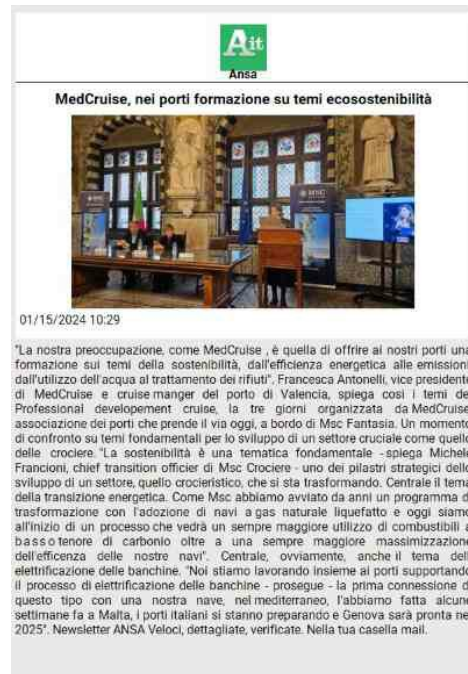 Ait
Ansa
MedCruise, nei porti formazione su temi ecosostenibilità
MSC
01/15/2024 10:29
"La nostra preoccupazione, come MedCruise , è quella di offrire ai nostri porti una
formazione sui temi della sostenibilità, dall'efficienza energetica alle emissioni
dall'utilizzo dell'acqua al trattamento dei rifiuti". Francesca Antonelli, vice president
di MedCruise e cruise manger del porto di Valencia, spiega così i temi de
Professional developement cruise, la tre giorni organizzata da MedCruise
associazione dei porti che prende il via oggi, a bordo di Msc Fantasia. Un momento
di confronto su temi fondamentali per lo sviluppo di un settore cruciale come quello
delle crociere. "La sostenibilità è una tematica fondamentale - spiega Michele
Francioni, chief transition officier di Msc Crociere - uno dei pilastri strategici dello
sviluppo di un settore, quello crocieristico, che si sta trasformando. Centrale il tema
della transizione energetica. Come Msc abbiamo avviato da anni un programma d
trasformazione con l'adozione di navi a gas naturale liquefatto e oggi siamo
all'inizio di un processo che vedrà un sempre maggiore utilizzo di combustibili a
basso tenore di carbonio oltre a una sempre maggiore massimizzazione
dell'efficenza delle nostre navi". Centrale, ovviamente, anche il tema dell
elettrificazione delle banchine. "Noi stiamo lavorando insieme ai porti supportando
il processo di elettrificazione delle banchine - prosegue - la prima connessione d
questo tipo con una nostra nave, nel mediterraneo, l'abbiamo fatta alcune
settimane fa a Malta, i porti italiani si stanno preparando e Genova sarà pronta ne
2025". Newsletter ANSA Veloci, dettagliate, verificate. Nella tua casella mail.